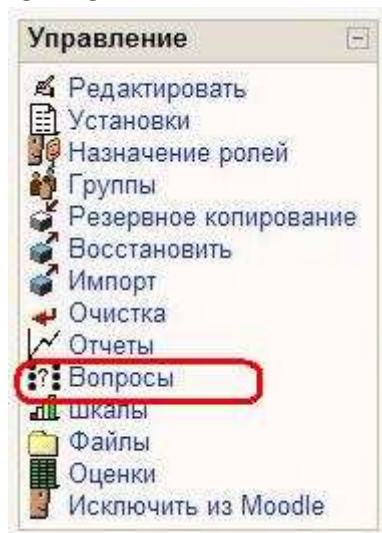 Управление
Редактировать
Установки
Назначение ролей
Группы
Резервное копирование
Восстановить
Импорт
Очистка
Отчеты
Вопросы
Шкалы
Файлы
Оценки
Исключить из Moodle